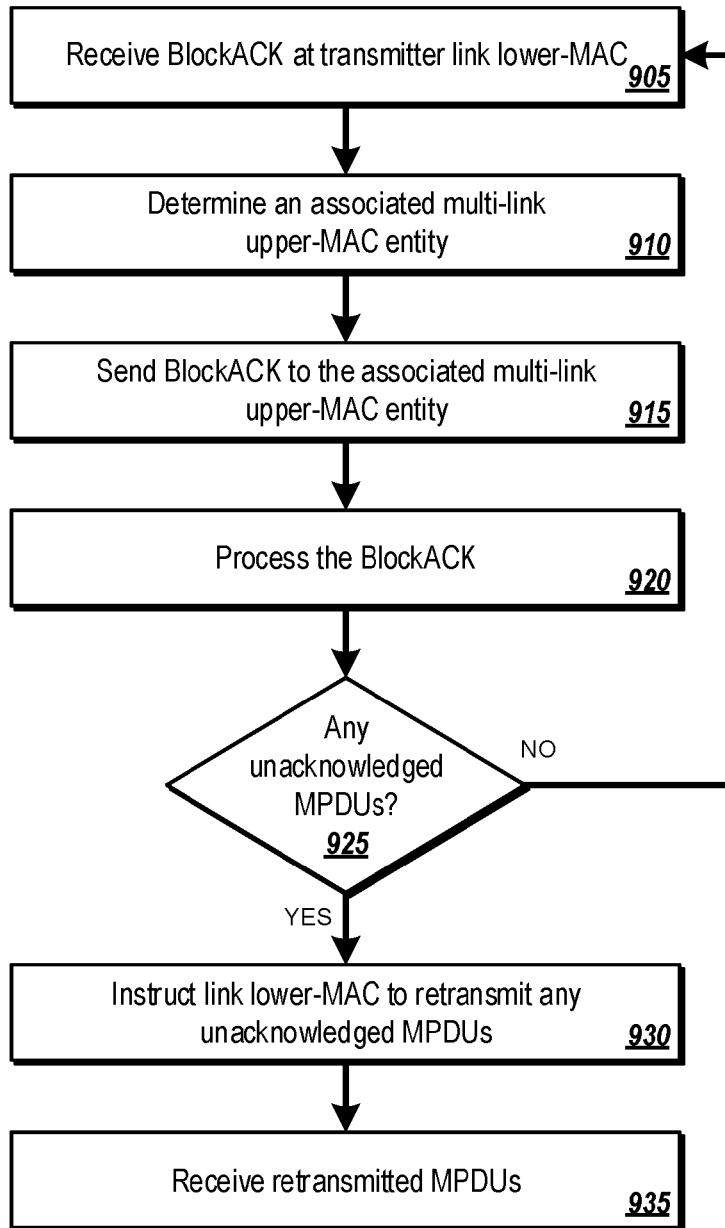 Receive BlockACK at transmitter link lower-MAC
905
Determine an associated multi-link
upper-MAC entity
910
Send BlockACK to the associated multi-link
upper-MAC entity
915
Process the BlockACK
920
Any
unacknowledged
MPDUs?
925
NO
YES
Instruct link lower-MAC to retransmit any
unacknowledged MPDUs
930
Receive retransmitted MPDUs
935